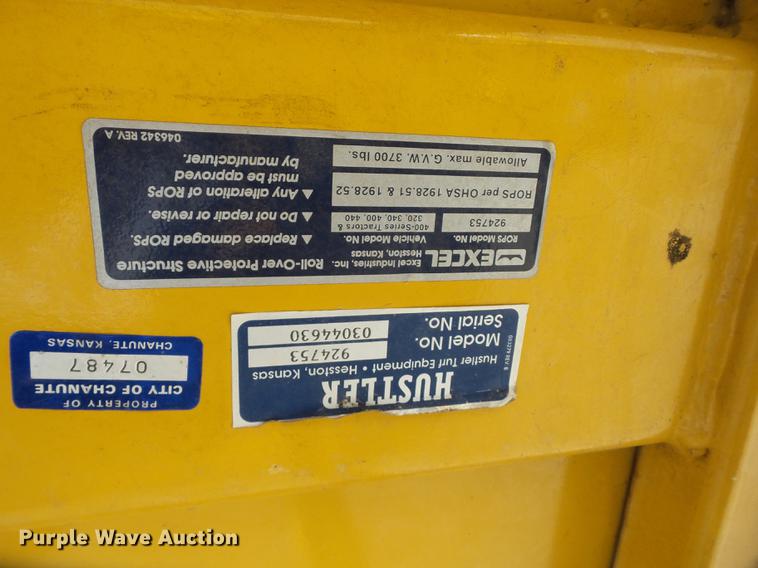 EXCEL
Excel Industries, Inc.
Hesston, Kansas
Roll-Over Protective Structure
ROPS Model No.
924753
Vehicle Model No.
400-Series Tractors &
320, 340, 400, 440
ROPS per OHSA 1928.51 & 1928.52
Allowable max. G.V.W. 3700 lbs.
▲ Replace damaged ROPS.
▲ Do not repair or revise.
▲ Any alteration of ROPS
must be approved
by manufacturer.
046342 REV. A
HUSTLER
Hustler Turf Equipment • Hesston, Kansas
Model No.
924753
Serial No.
03044630
013279 REV B
PROPERTY OF
CITY OF CHANUTE
07487
CHANUTE, KANSAS
Purple Wave Auction